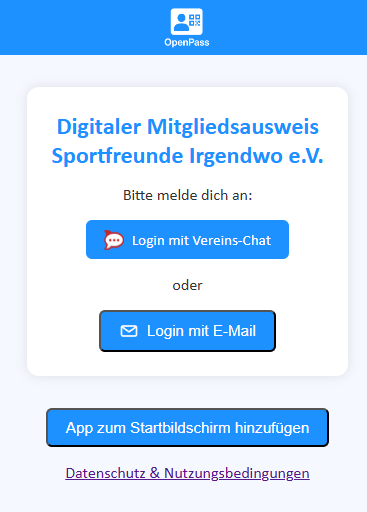 OpenPass
Digitaler Mitgliedsausweis
Sportfreunde Irgendwo e.V.
Bitte melde dich an:
Login mit Vereins-Chat
oder
Login mit E-Mail
App zum Startbildschirm hinzufügen
Datenschutz & Nutzungsbedingungen